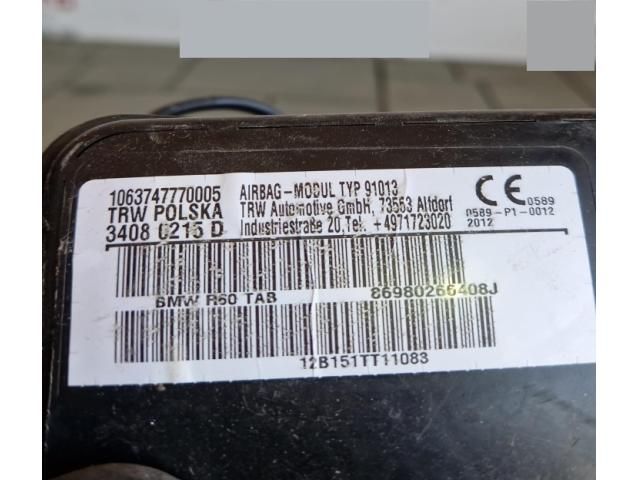 1063747770005 AIRBAG-MODUL TYP 91013
TRW POLSKA TRW Automotive GmbH, 73553 Altdorf
3408 0215 D Industriestraße 20,Tel. +4971723020
CE 0589
0589-P1-0012
2012
BMW R60 TAB 86980266408J
12B151TT11083